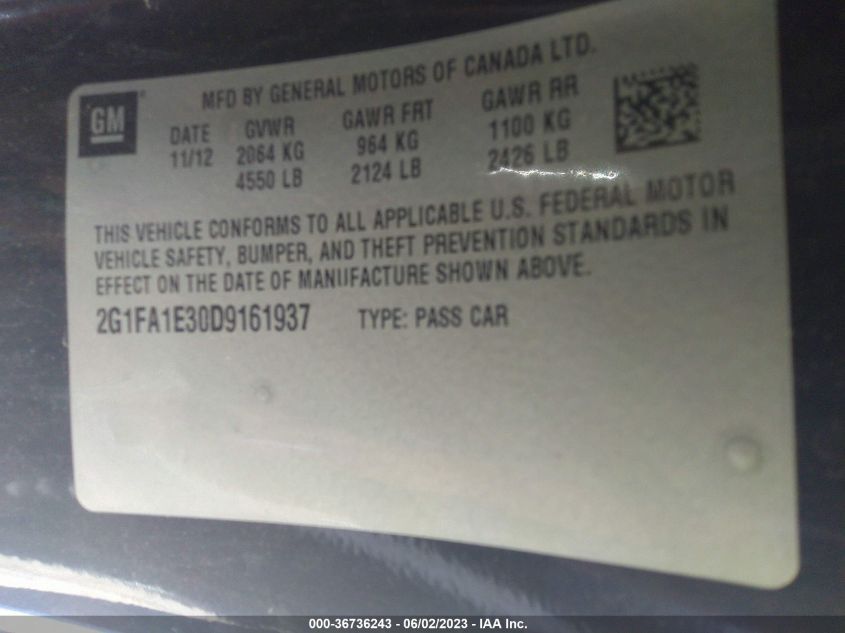 GM®
MFD BY GENERAL MOTORS OF CANADA LTD.
DATE GVWR GAWR FRT GAWR RR
11/12 2064 KG 964 KG 1100 KG
4550 LB 2124 LB 2426 LB
THIS VEHICLE CONFORMS TO ALL APPLICABLE U.S. FEDERAL MOTOR
VEHICLE SAFETY, BUMPER, AND THEFT PREVENTION STANDARDS IN
EFFECT ON THE DATE OF MANUFACTURE SHOWN ABOVE.
2G1FA1E30D9161937 TYPE: PASS CAR
000-36736243 - 06/02/2023 - IAA Inc.